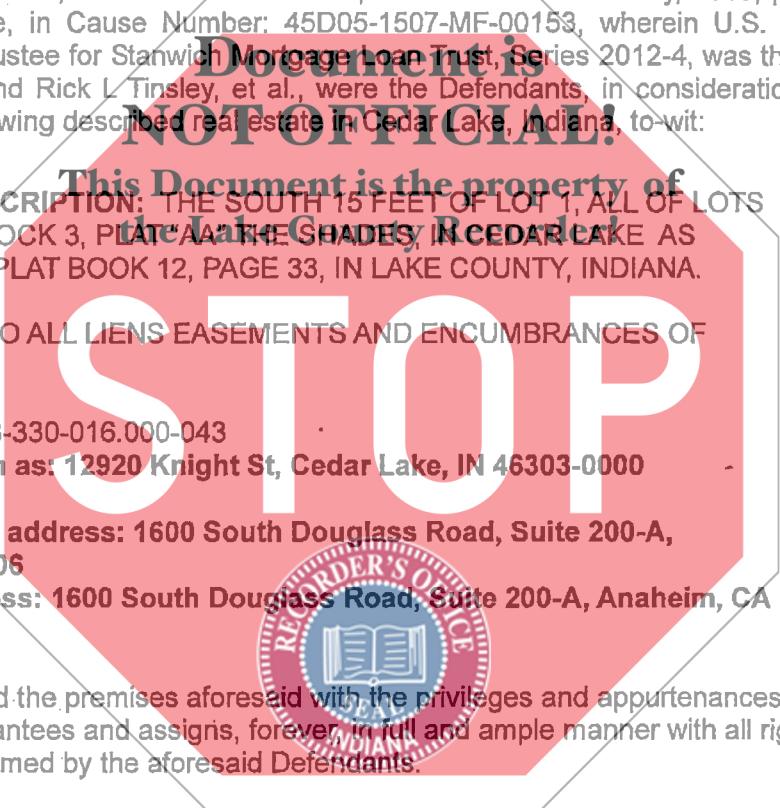 e, in Cause Number: 45D05-1507-MF-00153, wherein U.S.
ustee for Stanwich Mortgage Loan Trust, Series 2012-4, was th
Document is
nd Rick L Tinsley, et al., were the Defendants, in consideratio
NOT OFFICIAL!
wing described real estate in Cedar Lake, Indiana, to-wit:
This Document is the property of
CRIPTION: THE SOUTH 15 FEET OF LOT 1, ALL OF LOTS
the Lake County Recorder!
OCK 3, PLAT "AA" THE SHADES, IN CEDAR LAKE AS
PLAT BOOK 12, PAGE 33, IN LAKE COUNTY, INDIANA.
O ALL LIENS EASEMENTS AND ENCUMBRANCES OF
STOP
-330-016.000-043
n as: 12920 Knight St, Cedar Lake, IN 46303-0000
address: 1600 South Douglass Road, Suite 200-A,
06
ss: 1600 South Douglass Road, Suite 200-A, Anaheim, CA
RECORDER'S OFFICE
SEAL
INDIANA
d the premises aforesaid with the privileges and appurtenances
antees and assigns, forever, in full and ample manner with all rig
med by the aforesaid Defendants.